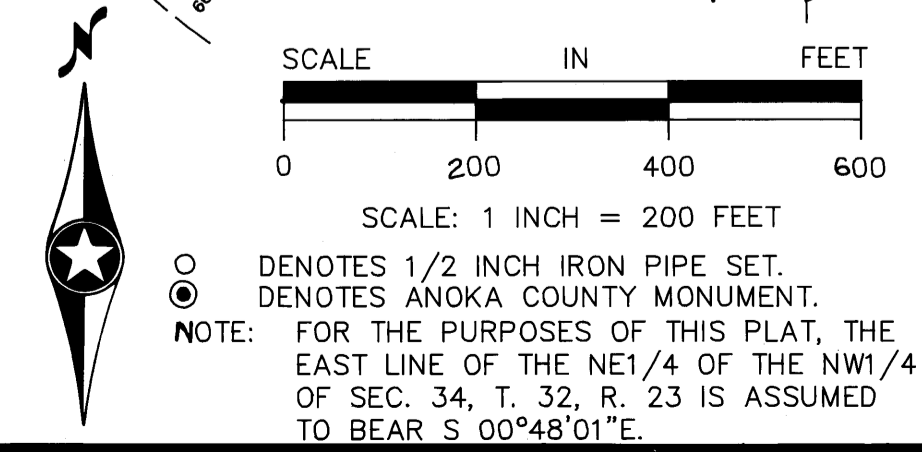 N
SCALE IN FEET
0 200 400 600
SCALE: 1 INCH = 200 FEET
DENOTES 1/2 INCH IRON PIPE SET.
DENOTES ANOKA COUNTY MONUMENT.
NOTE: FOR THE PURPOSES OF THIS PLAT, THE
EAST LINE OF THE NE1/4 OF THE NW1/4
OF SEC. 34, T. 32, R. 23 IS ASSUMED
TO BEAR S 00°48'01"E.